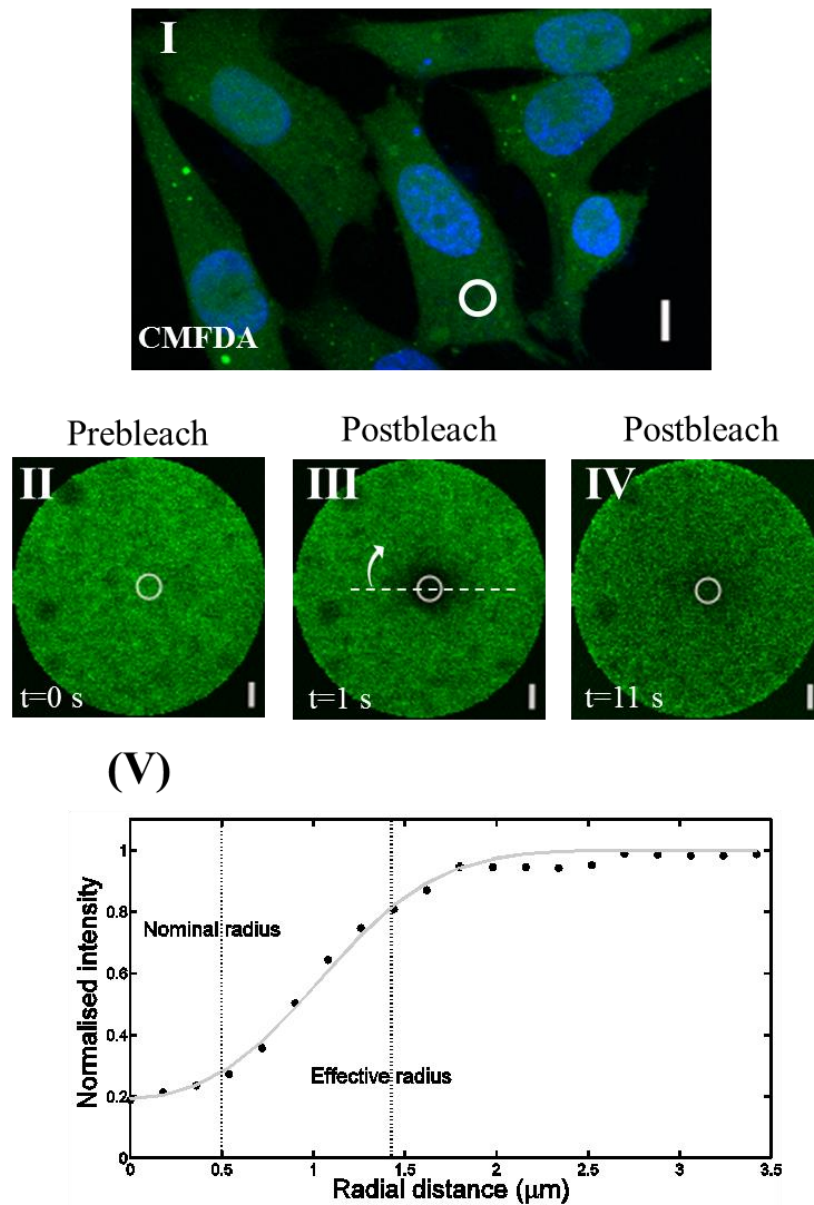 I
CMFDA
Prebleach
Postbleach
Postbleach
II
III
IV
t=0 s
t=1 s
t=11 s
(V)
1
0.8
0.6
0.4
0.2
0
Normalised intensity
Nominal radius
Effective radius
0
0.5
1
1.5
2
2.5
3
3.5
Radial distance (μm)